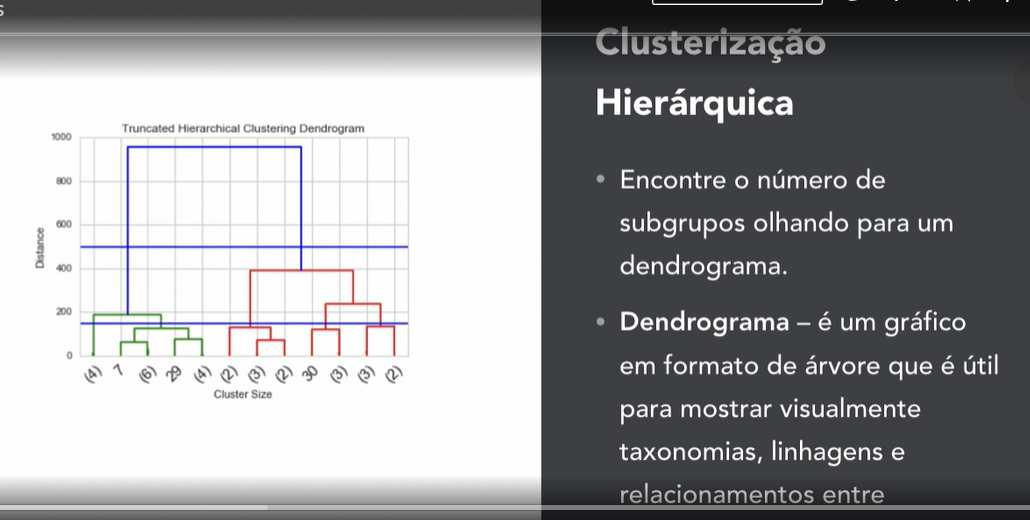 s
Truncated Hierarchical Clustering Dendrogram
1000
800
600
400
200
0
Distance
(4) 7 (6) 29 (4) (2) (3) (2) 30 (3) (3) (2)
Cluster Size
Clusterização
Hierárquica
• Encontre o número de
subgrupos olhando para um
dendrograma.
• Dendrograma – é um gráfico
em formato de árvore que é útil
para mostrar visualmente
taxonomias, linhagens e
relacionamentos entre